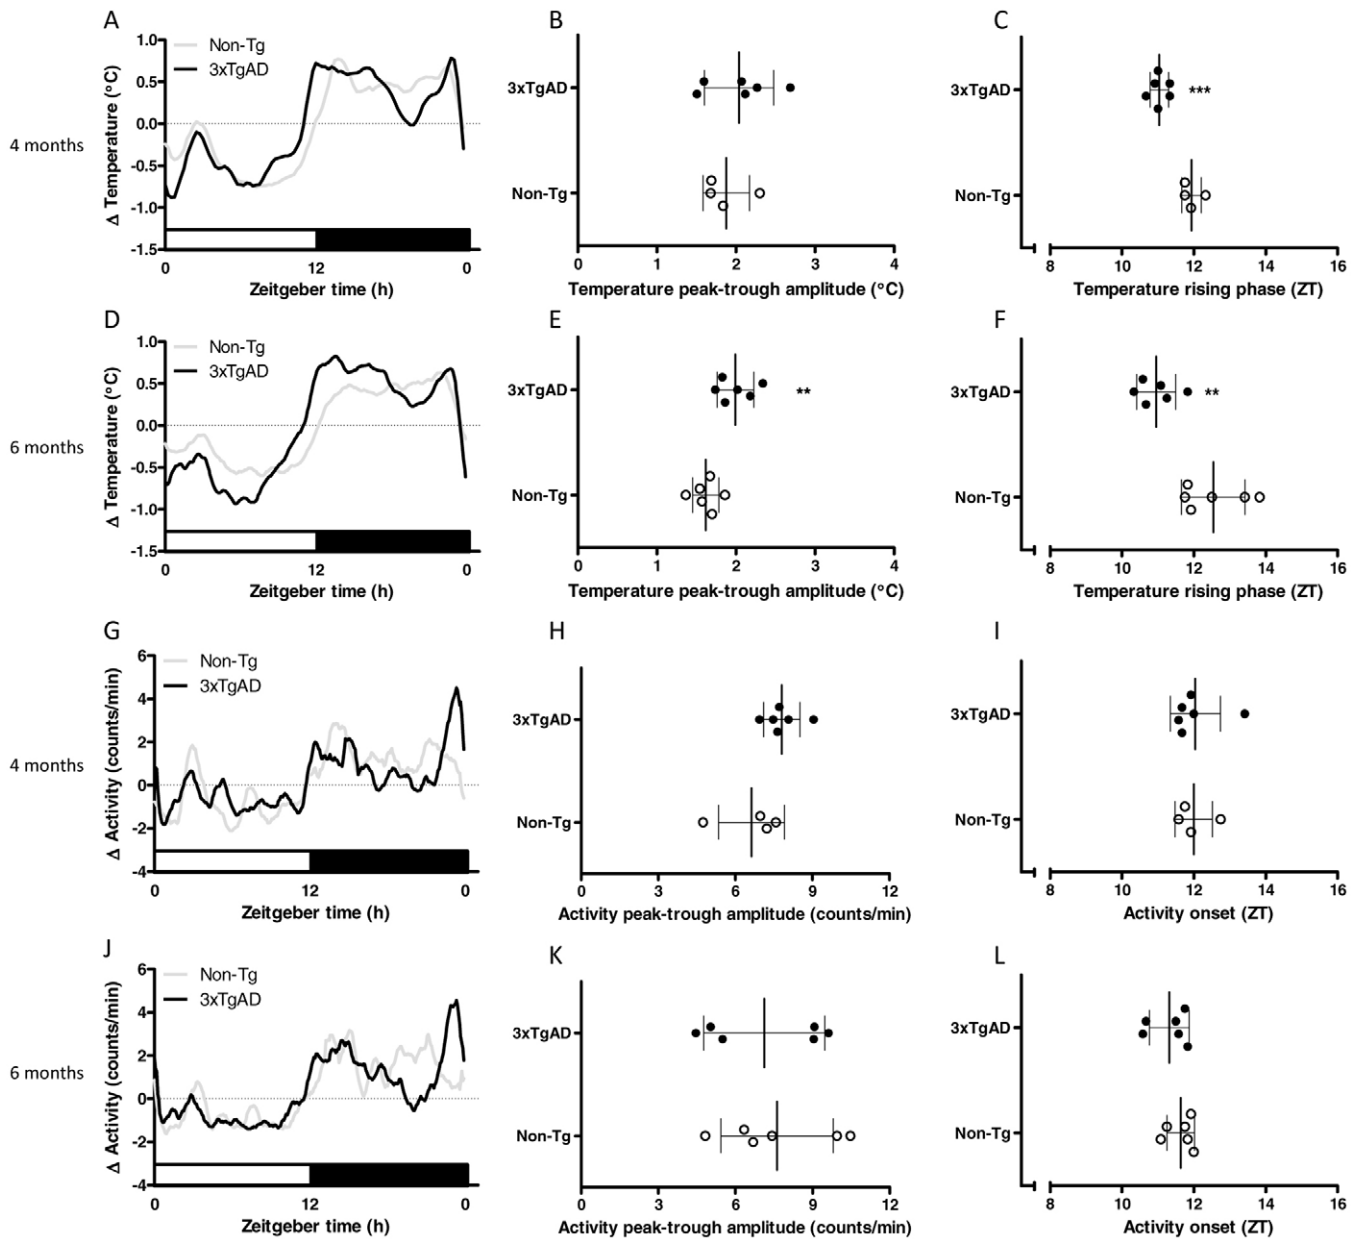 A
B
C
1.0
0.5
0.0
-0.5
-1.0
-1.5
Δ Temperature (°C)
Non-Tg
3xTgAD
4 months
0 12 0
Zeitgeber time (h)
3xTgAD
Non-Tg
0 1 2 3 4
Temperature peak-trough amplitude (°C)
3xTgAD
***
Non-Tg
8 10 12 14 16
Temperature rising phase (ZT)
D
E
F
1.0
0.5
0.0
-0.5
-1.0
-1.5
Δ Temperature (°C)
Non-Tg
3xTgAD
6 months
0 12 0
Zeitgeber time (h)
3xTgAD
**
Non-Tg
0 1 2 3 4
Temperature peak-trough amplitude (°C)
3xTgAD
**
Non-Tg
8 10 12 14 16
Temperature rising phase (ZT)
G
H
I
6
4
2
0
-2
-4
Δ Activity (counts/min)
Non-Tg
3xTgAD
4 months
0 12 0
Zeitgeber time (h)
3xTgAD
Non-Tg
0 3 6 9 12
Activity peak-trough amplitude (counts/min)
3xTgAD
Non-Tg
8 10 12 14 16
Activity onset (ZT)
J
K
L
6
4
2
0
-2
-4
Δ Activity (counts/min)
Non-Tg
3xTgAD
6 months
0 12 0
Zeitgeber time (h)
3xTgAD
Non-Tg
0 3 6 9 12
Activity peak-trough amplitude (counts/min)
3xTgAD
Non-Tg
8 10 12 14 16
Activity onset (ZT)